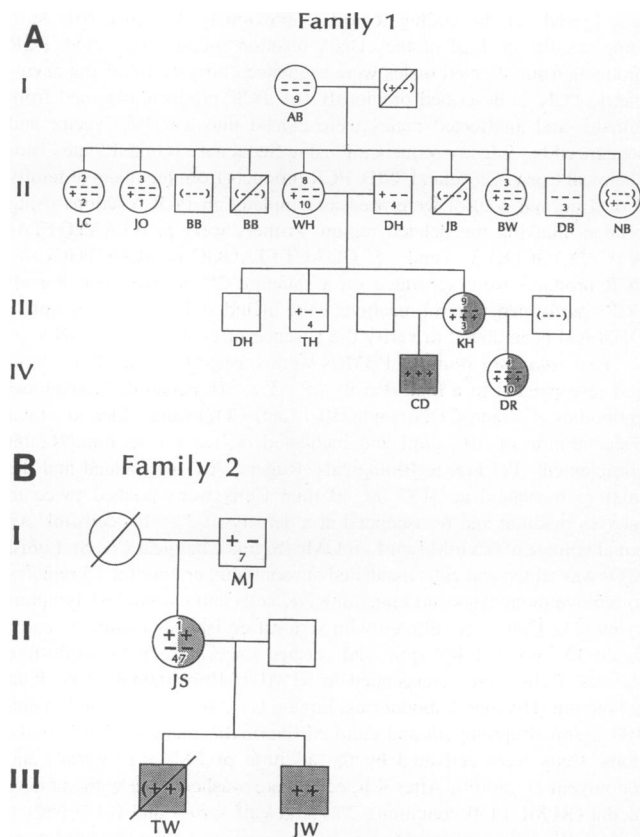 A
Family 1
I
- - -
- - -
9
AB
(+ - -)
II
2
- - -
+ - -
2
LC
3
- - -
+ - -
1
JO
(- - -)
BB
(- - -)
RS
8
- - -
+ - -
10
WH
DH
(- - -)
JB
3
- - -
+ - -
2
BW
- - -
3
DB
(- - -)
(+ - -)
NB
III
DH
+ - -
4
TH
9
- - -
+ + +
3
KH
(- - -)
IV
+ + +
CD
4
- - -
+ + +
10
DR
B
Family 2
I
+ -
7
MJ
II
1
+ +
+ -
4 7
JS
III
(+ +)
TW
+ +
JW